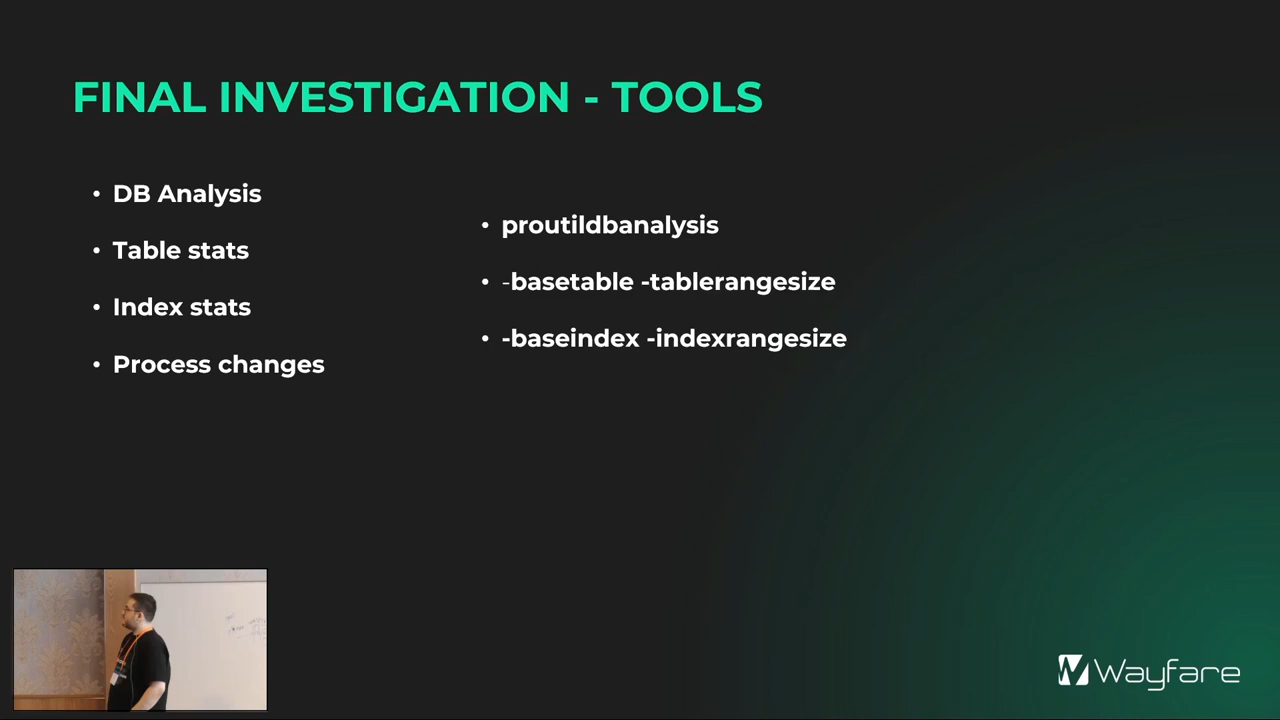 FINAL INVESTIGATION - TOOLS
• DB Analysis
• Table stats
• Index stats
• Process changes
• proutildbanalysis
• -basetable -tablerangesize
• -baseindex -indexrangesize
Wayfare